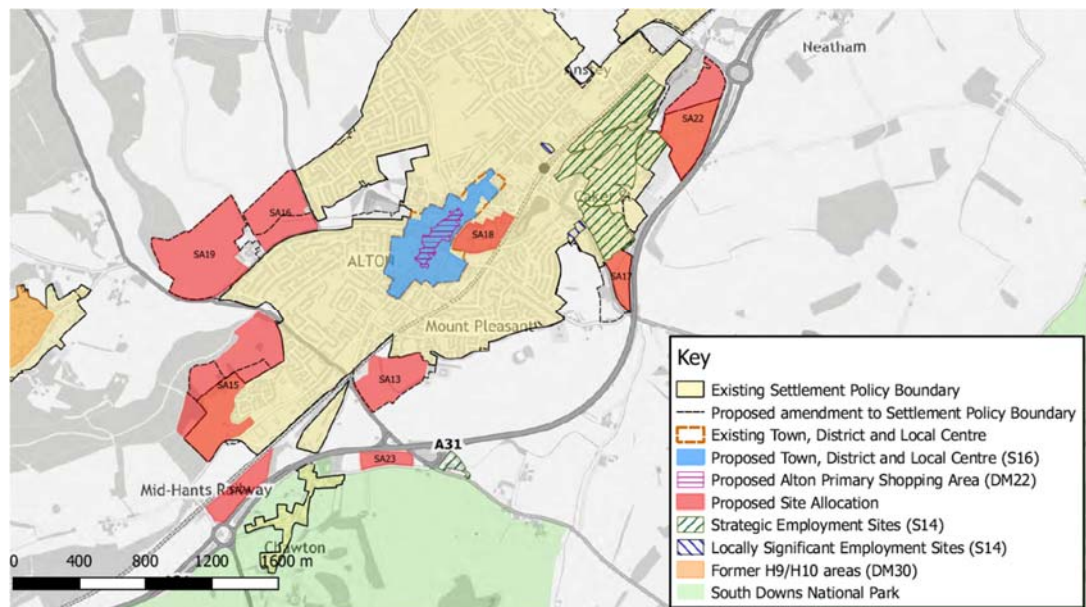 Neatham
Anstey
SA22
SA16
SA18
SA19
ALTON
SA17
Mount Pleasant
SA15
SA13
A31
SA23
Mid-Hants Railway
Chawton
0 400 800 1200 1600 m
Key
Existing Settlement Policy Boundary
Proposed amendment to Settlement Policy Boundary
Existing Town, District and Local Centre
Proposed Town, District and Local Centre (S16)
Proposed Alton Primary Shopping Area (DM22)
Proposed Site Allocation
Strategic Employment Sites (S14)
Locally Significant Employment Sites (S14)
Former H9/H10 areas (DM30)
South Downs National Park